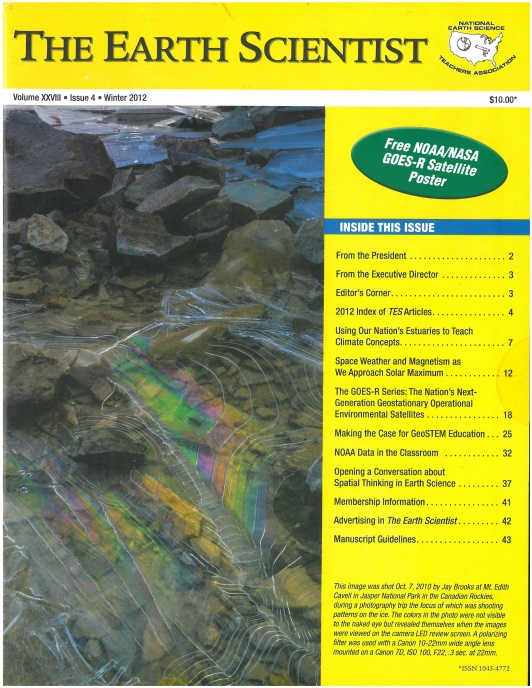 THE EARTH SCIENTIST
NATIONAL
EARTH SCIENCE
TEACHERS ASSOCIATION
Volume XXVIII • Issue 4 • Winter 2012
$10.00*
Free NOAA/NASA
GOES-R Satellite
Poster
INSIDE THIS ISSUE
From the President . . . . . . . . . . . . . . . . . . . . . 2
From the Executive Director . . . . . . . . . . . . . 3
Editor's Corner. . . . . . . . . . . . . . . . . . . . . . . . . 3
2012 Index of TES Articles. . . . . . . . . . . . . . . 4
Using Our Nation's Estuaries to Teach
Climate Concepts. . . . . . . . . . . . . . . . . . . . . . . 7
Space Weather and Magnetism as
We Approach Solar Maximum . . . . . . . . . . . 12
The GOES-R Series: The Nation's Next-
Generation Geostationary Operational
Environmental Satellites . . . . . . . . . . . . . . . . 18
Making the Case for GeoSTEM Education . . . 25
NOAA Data in the Classroom . . . . . . . . . . . . 32
Opening a Conversation about
Spatial Thinking in Earth Science . . . . . . . . . 37
Membership Information. . . . . . . . . . . . . . . . 41
Advertising in The Earth Scientist . . . . . . . . . 42
Manuscript Guidelines. . . . . . . . . . . . . . . . . . 43
This image was shot Oct. 7, 2010 by Jay Brooks at Mt. Edith
Cavell in Jasper National Park in the Canadian Rockies,
during a photography trip the focus of which was shooting
patterns on the ice. The colors in the photo were not visible
to the naked eye but revealed themselves when the images
were viewed on the camera LED review screen. A polarizing
filter was used with a Canon 10-22mm wide angle lens
mounted on a Canon 7D, ISO 100, F22, .3 sec. at 22mm.
*ISSN 1045-4772